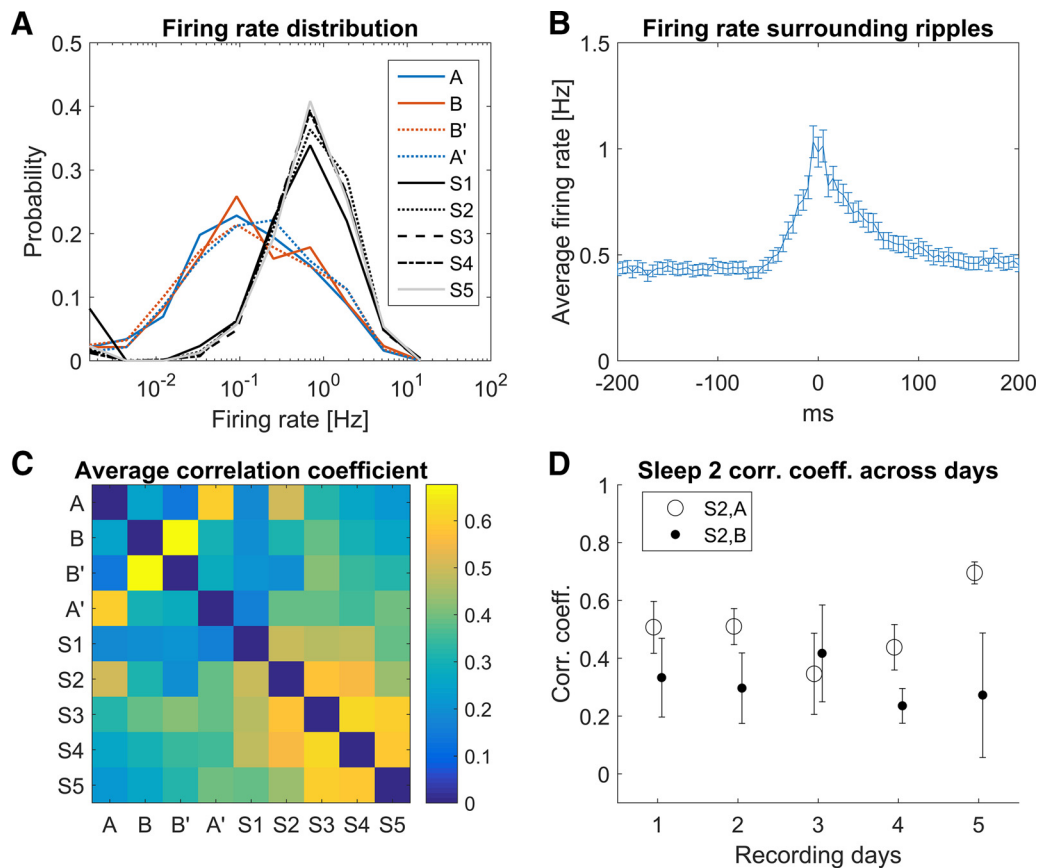 A
Firing rate distribution
0.5
0.4
0.3
0.2
0.1
0
Probability
10^-2
10^-1
10^0
10^1
10^2
Firing rate [Hz]
A
B
B'
A'
S1
S2
S3
S4
S5
B
Firing rate surrounding ripples
1.5
1
0.5
0
Average firing rate [Hz]
-200
-100
0
100
200
ms
C
Average correlation coefficient
A
B
B'
A'
S1
S2
S3
S4
S5
A B B' A' S1 S2 S3 S4 S5
0.6
0.5
0.4
0.3
0.2
0.1
0
D
Sleep 2 corr. coeff. across days
S2,A
S2,B
1
0.8
0.6
0.4
0.2
0
Corr. coeff.
1 2 3 4 5
Recording days